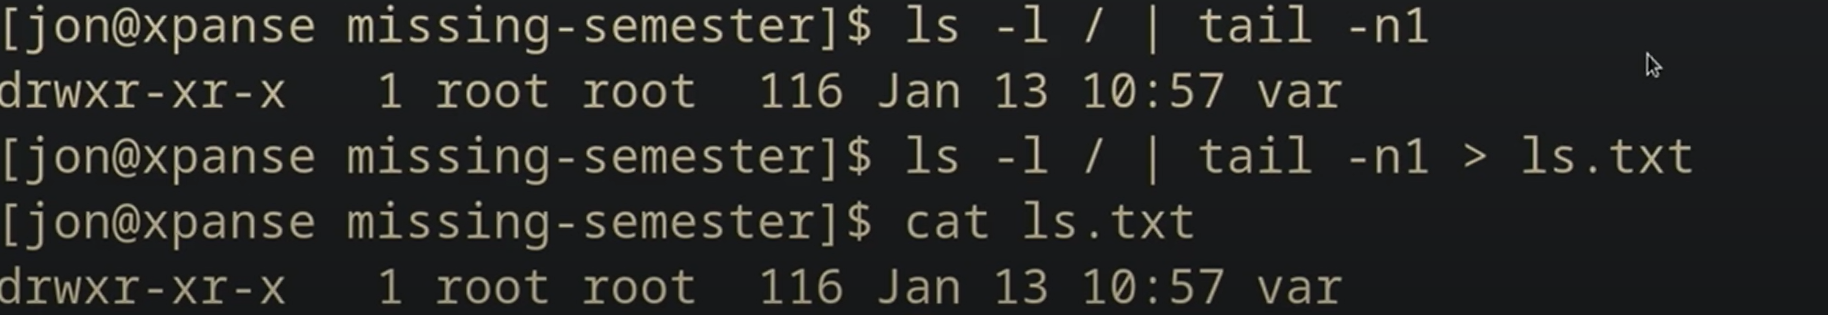 [jon@xpanse missing-semester]$ ls -l / | tail -n1
drwxr-xr-x   1 root root  116 Jan 13 10:57 var
[jon@xpanse missing-semester]$ ls -l / | tail -n1 > ls.txt
[jon@xpanse missing-semester]$ cat ls.txt
drwxr-xr-x   1 root root  116 Jan 13 10:57 var